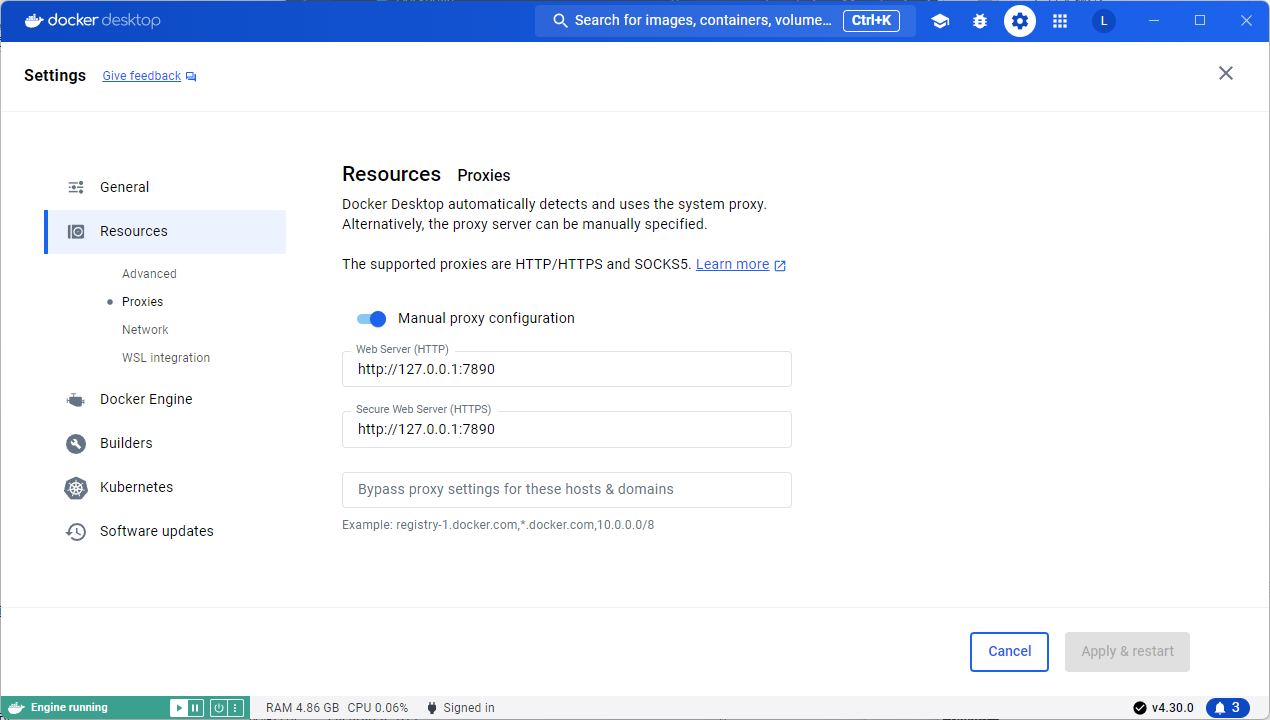 docker desktop
Search for images, containers, volume... Ctrl+K
L
Settings Give feedback
General
Resources
Advanced
Proxies
Network
WSL integration
Docker Engine
Builders
Kubernetes
Software updates
Resources Proxies
Docker Desktop automatically detects and uses the system proxy.
Alternatively, the proxy server can be manually specified.
The supported proxies are HTTP/HTTPS and SOCKS5. Learn more
Manual proxy configuration
Web Server (HTTP)
http://127.0.0.1:7890
Secure Web Server (HTTPS)
http://127.0.0.1:7890
Bypass proxy settings for these hosts & domains
Example: registry-1.docker.com,*.docker.com,10.0.0.0/8
Cancel Apply & restart
Engine running RAM 4.86 GB CPU 0.06% Signed in v4.30.0 3